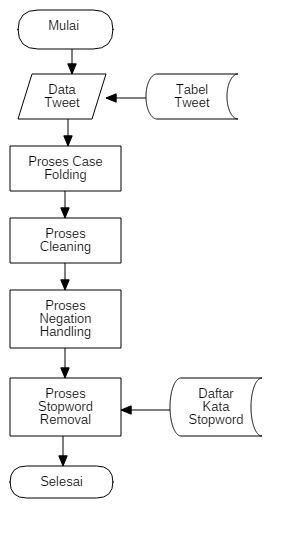 Mulai
Data
Tweet
Tabel
Tweet
Proses Case
Folding
Proses
Cleaning
Proses
Negation
Handling
Proses
Stopword
Removal
Daftar
Kata
Stopword
Selesai